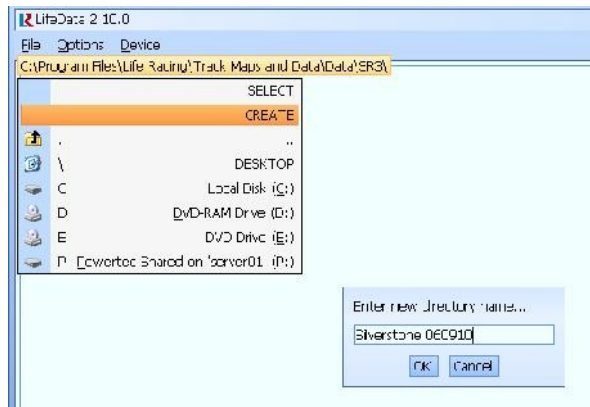 LifeData 2.10.0
File Options Device
C:\Program Files\Life Racing\Track Maps and Data\Data\SR3\
SELECT
CREATE
. ..
\ DESKTOP
C Local Disk (C:)
D DVD-RAM Drive (D:)
E DVD Drive (E:)
P Powertec Shared on 'server01' (P:)
Enter new directory name...
Silverstone 060910
OK Cancel